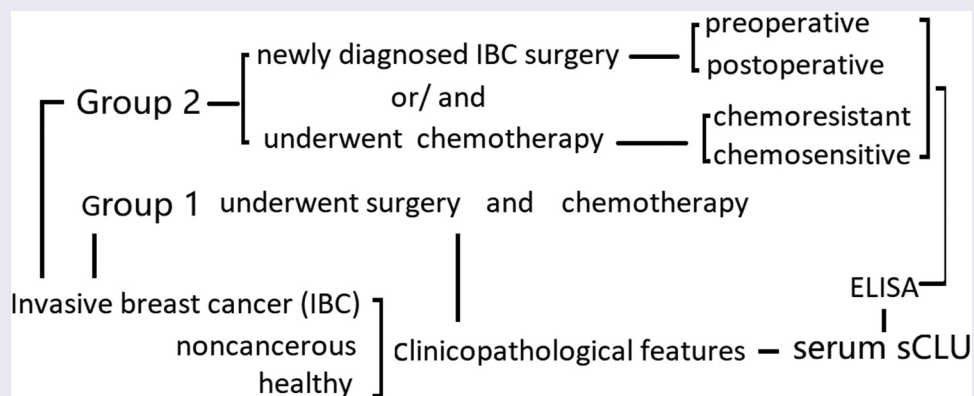 preoperative
newly diagnosed IBC surgery
postoperative
Group 2
or/ and
chemoresistant
underwent chemotherapy
chemosensitive
Group 1 underwent surgery and chemotherapy
ELISA
Invasive breast cancer (IBC)
noncancerous
Clinicopathological features
serum sCLU
healthy